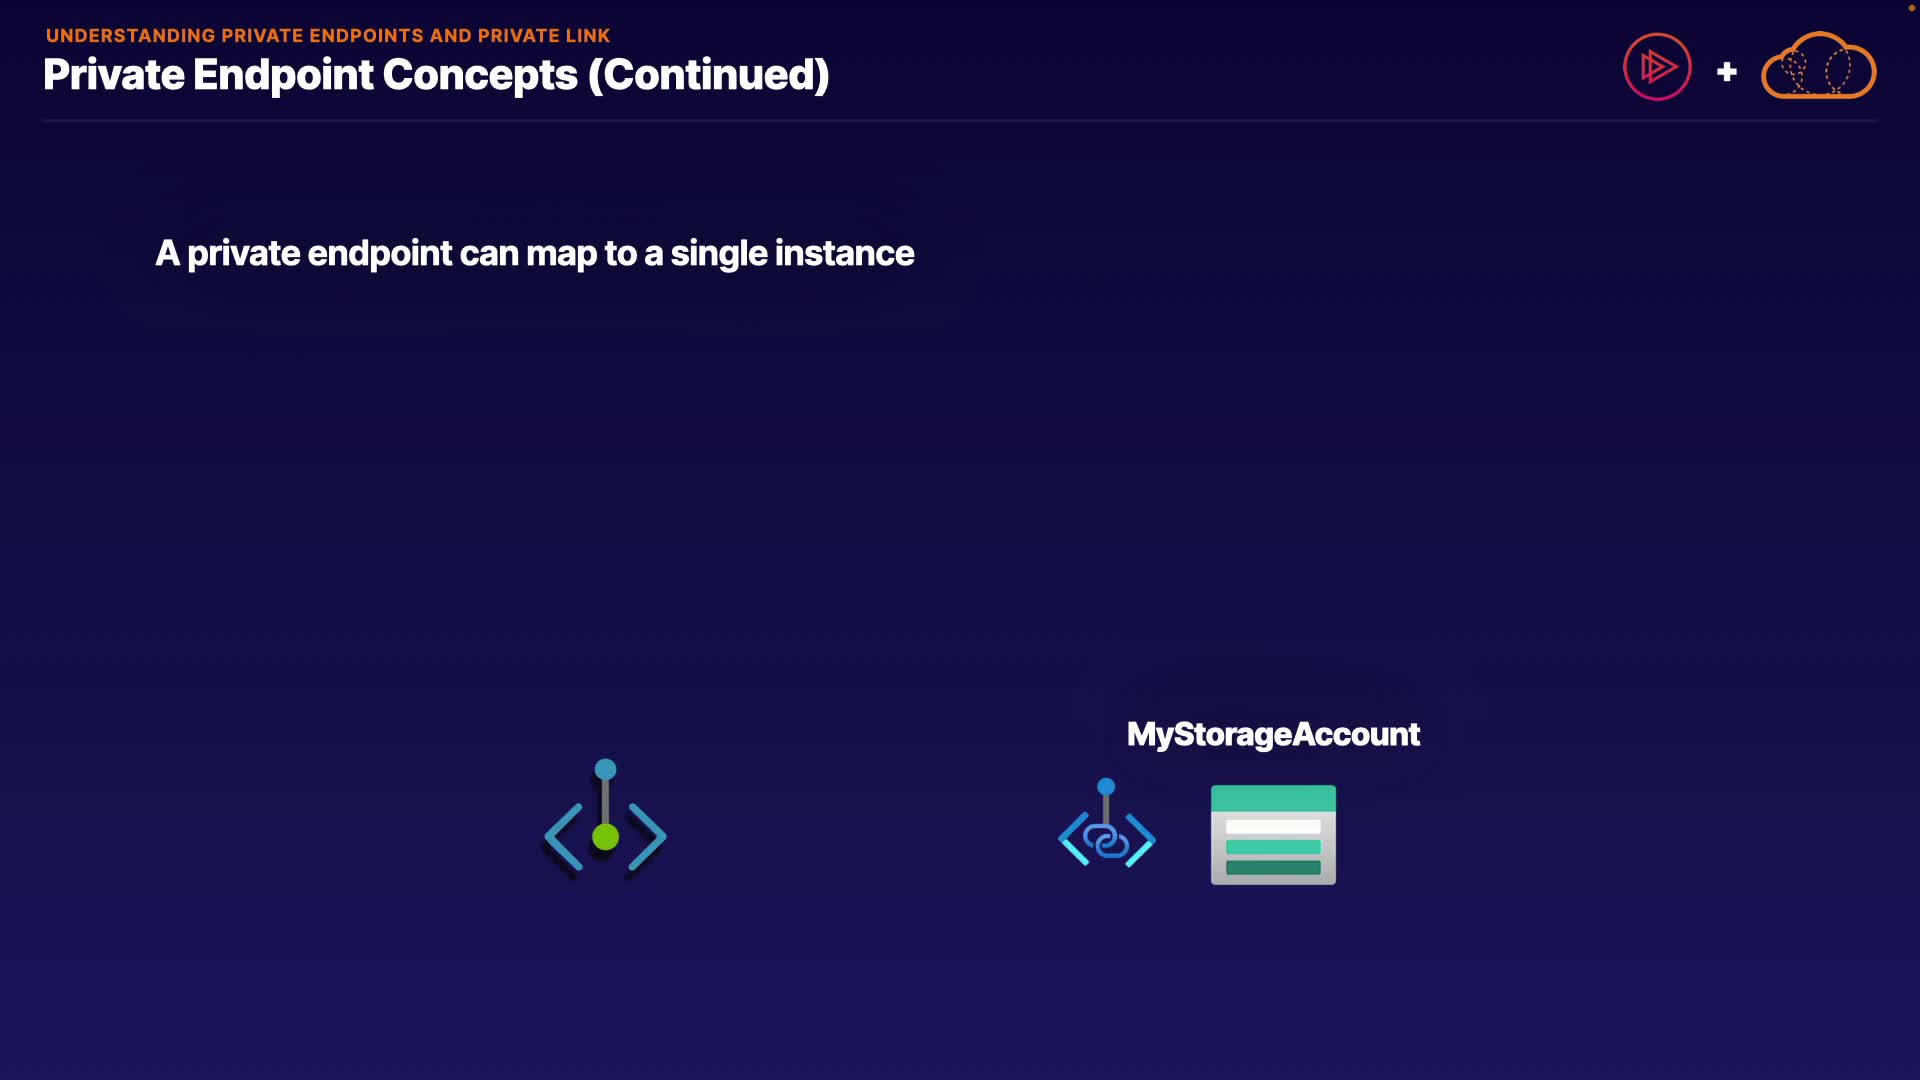 UNDERSTANDING PRIVATE ENDPOINTS AND PRIVATE LINK
Private Endpoint Concepts (Continued)
+
A private endpoint can map to a single instance
MyStorageAccount